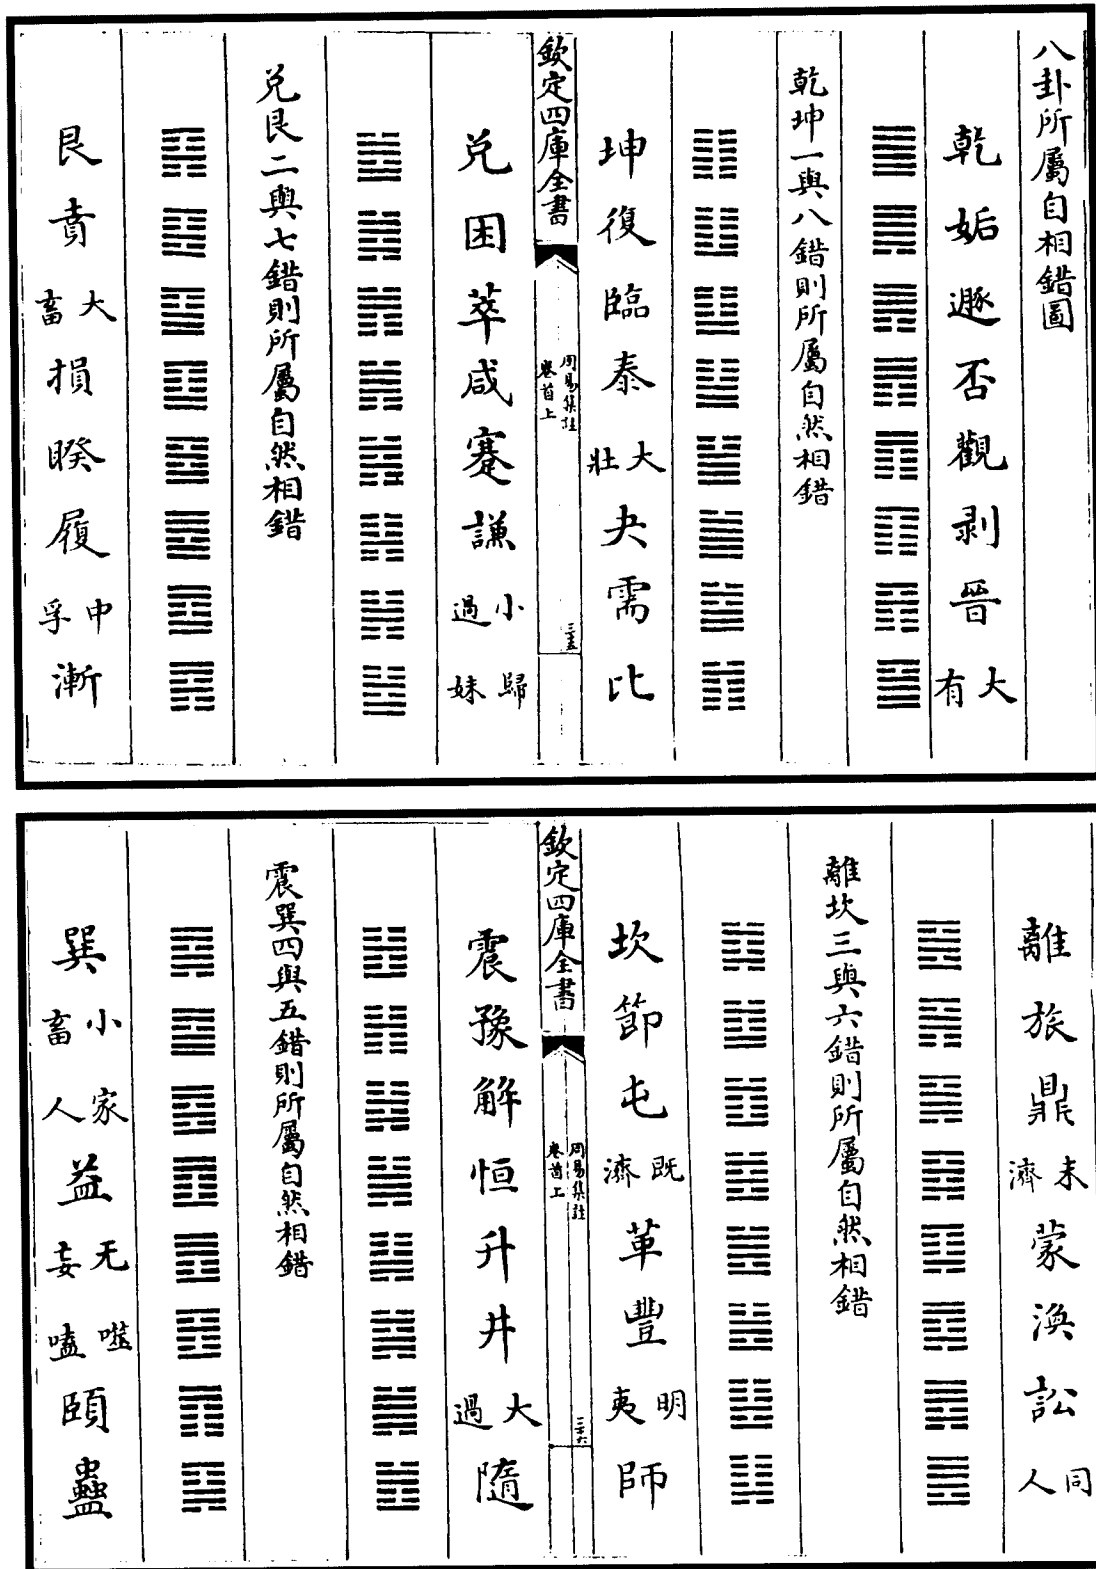 八卦所屬自相錯圖
乾 姤 遯 否 觀 剥 晉 大有
乾坤一與八錯則所屬自然相錯
坤 復 臨 泰 大壯 夬 需 比
欽定四庫全書
周易集註
卷首上
三五
兌 困 萃 咸 蹇 謙 小過 歸妹
兌艮二與七錯則所屬自然相錯
艮 賁 大畜 損 睽 履 中孚 漸
離 旅 鼎 未濟 蒙 渙 訟 同人
離坎三與六錯則所屬自然相錯
坎 節 屯 既濟 革 豐 明夷 師
欽定四庫全書
周易集註
卷首上
三十六
震 豫 解 恒 升 井 大過 隨
震巽四與五錯則所屬自然相錯
巽 小畜 家人 益 无妄 噬嗑 頤 蠱